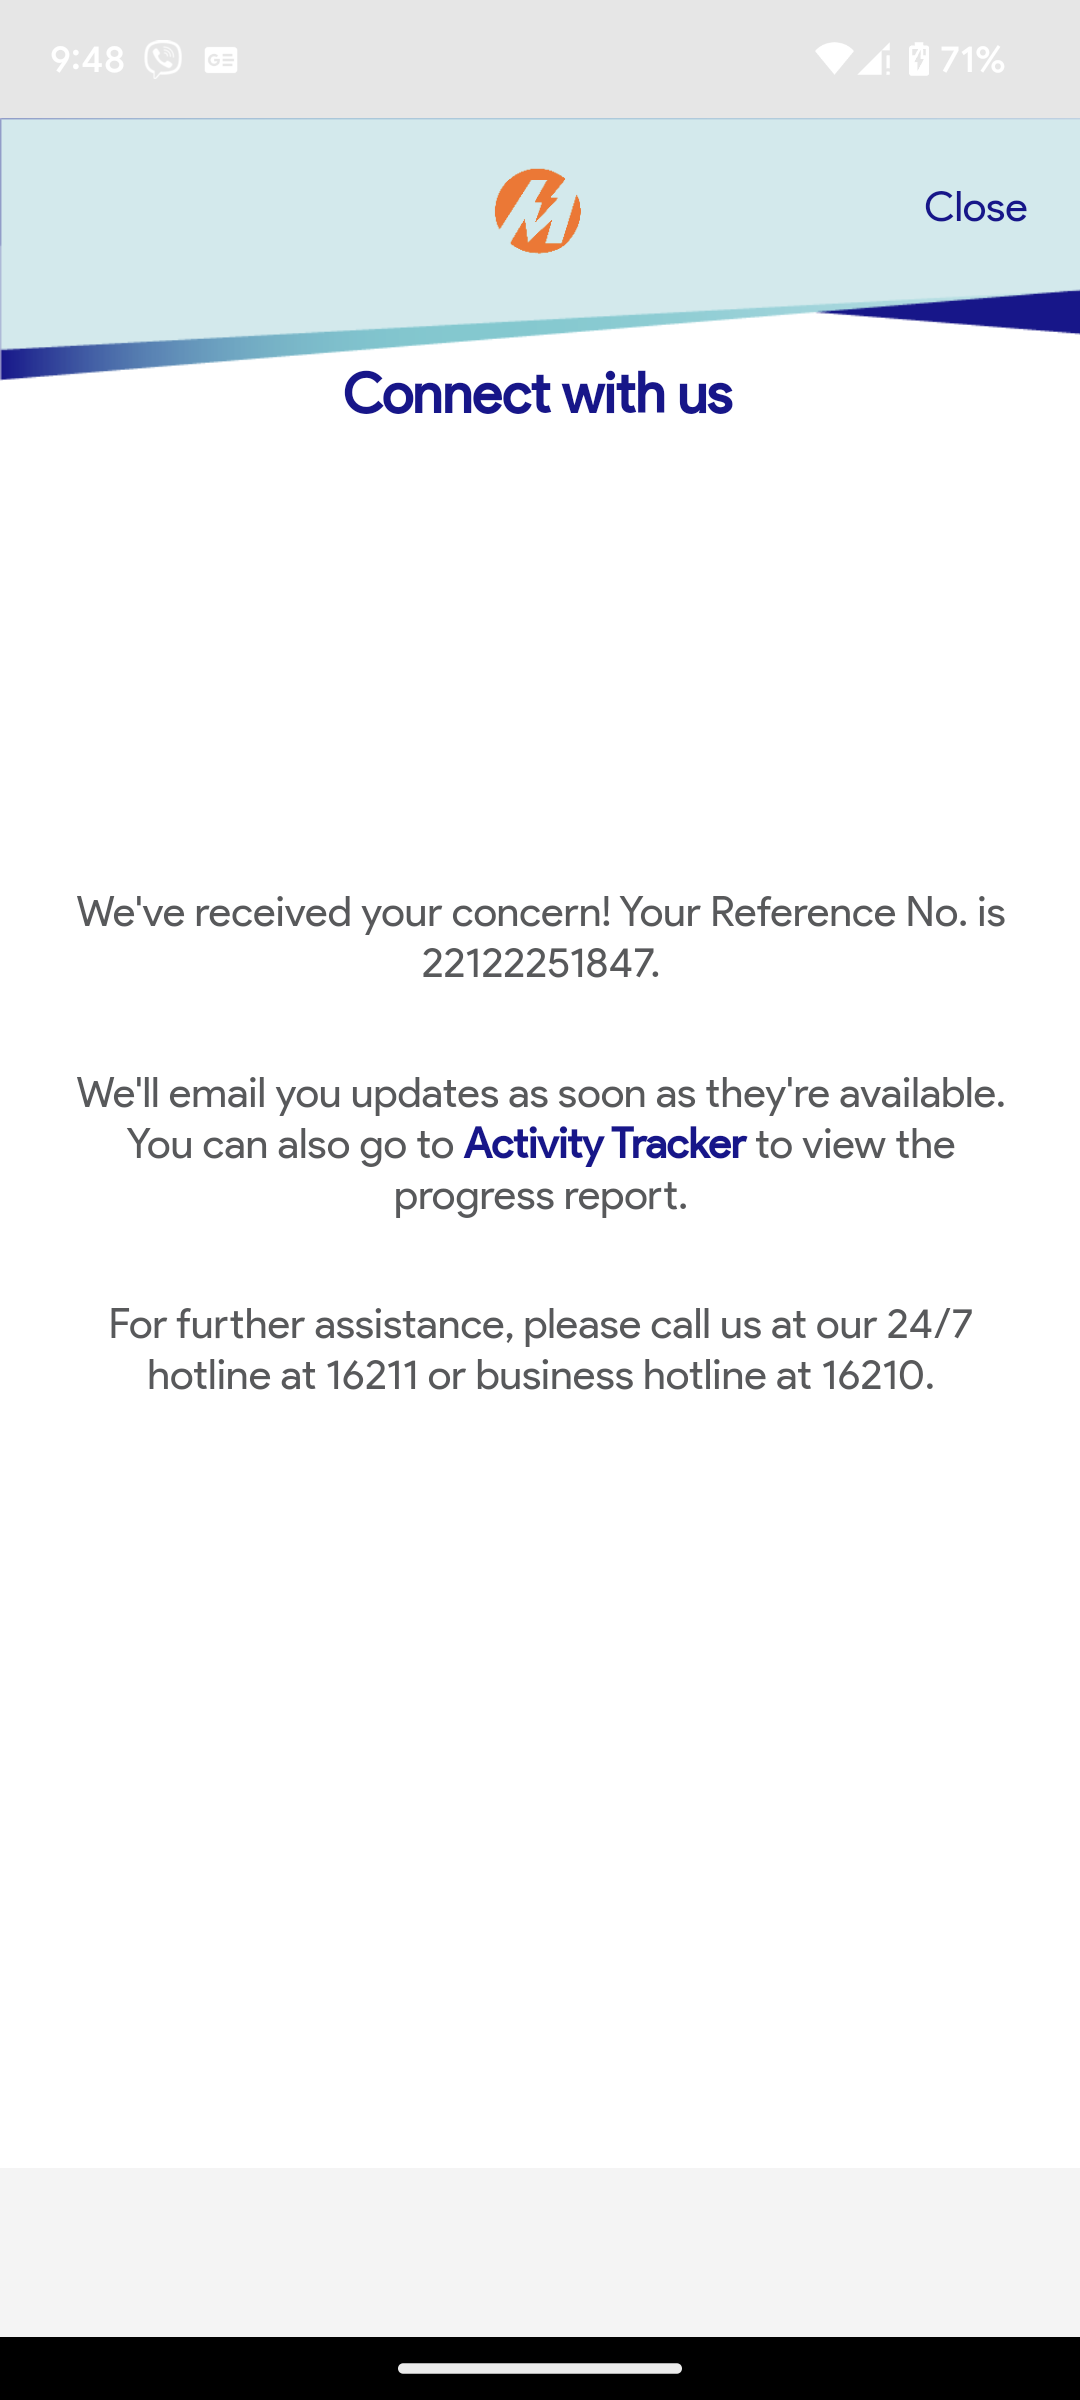 9:48 GE 71%
Close
Connect with us
We've received your concern! Your Reference No. is
22122251847.
We'll email you updates as soon as they're available.
You can also go to Activity Tracker to view the
progress report.
For further assistance, please call us at our 24/7
hotline at 16211 or business hotline at 16210.